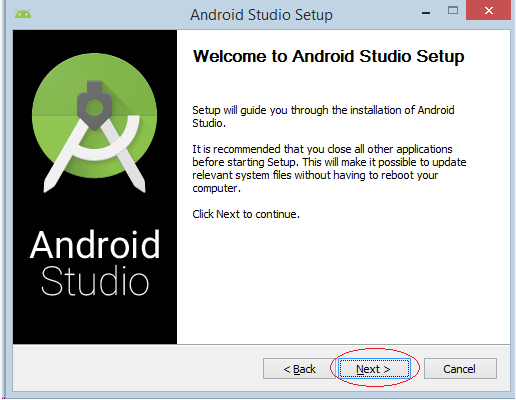 Android Studio Setup
Welcome to Android Studio Setup
Setup will guide you through the installation of Android
Studio.
It is recommended that you close all other applications
before starting Setup. This will make it possible to update
relevant system files without having to reboot your
computer.
Click Next to continue.
Android
Studio
< Back
Next >
Cancel